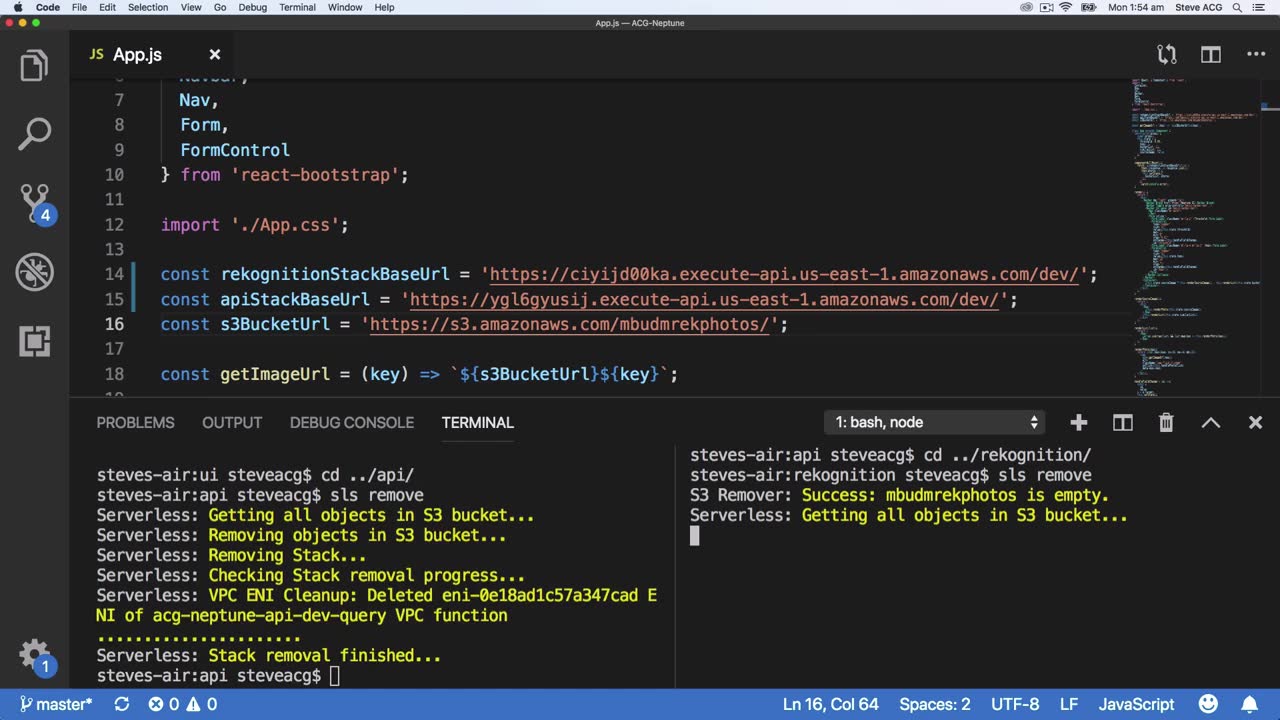 Code File Edit Selection View Go Debug Terminal Window Help Mon 1:54 am Steve ACG
App.js — ACG-Neptune
JS App.js
Navbar,
7 Nav,
8 Form,
9 FormControl
10 } from 'react-bootstrap';
11
12 import './App.css';
13
14 const rekognitionStackBaseUrl = 'https://ciyijd00ka.execute-api.us-east-1.amazonaws.com/dev/';
15 const apiStackBaseUrl = 'https://ygl6gyusij.execute-api.us-east-1.amazonaws.com/dev/';
16 const s3BucketUrl = 'https://s3.amazonaws.com/mbudmrekphotos/';
17
18 const getImageUrl = (key) => `${s3BucketUrl}${key}`;
4
1
PROBLEMS OUTPUT DEBUG CONSOLE TERMINAL 1: bash, node
steves-air:ui steveacg$ cd ../api/
steves-air:api steveacg$ sls remove
Serverless: Getting all objects in S3 bucket...
Serverless: Removing objects in S3 bucket...
Serverless: Removing Stack...
Serverless: Checking Stack removal progress...
Serverless: VPC ENI Cleanup: Deleted eni-0e18ad1c57a347cad E
NI of acg-neptune-api-dev-query VPC function
.....................
Serverless: Stack removal finished...
steves-air:api steveacg$
steves-air:api steveacg$ cd ../rekognition/
steves-air:rekognition steveacg$ sls remove
S3 Remover: Success: mbudmrekphotos is empty.
Serverless: Getting all objects in S3 bucket...
master* 0 0 Ln 16, Col 64 Spaces: 2 UTF-8 LF JavaScript